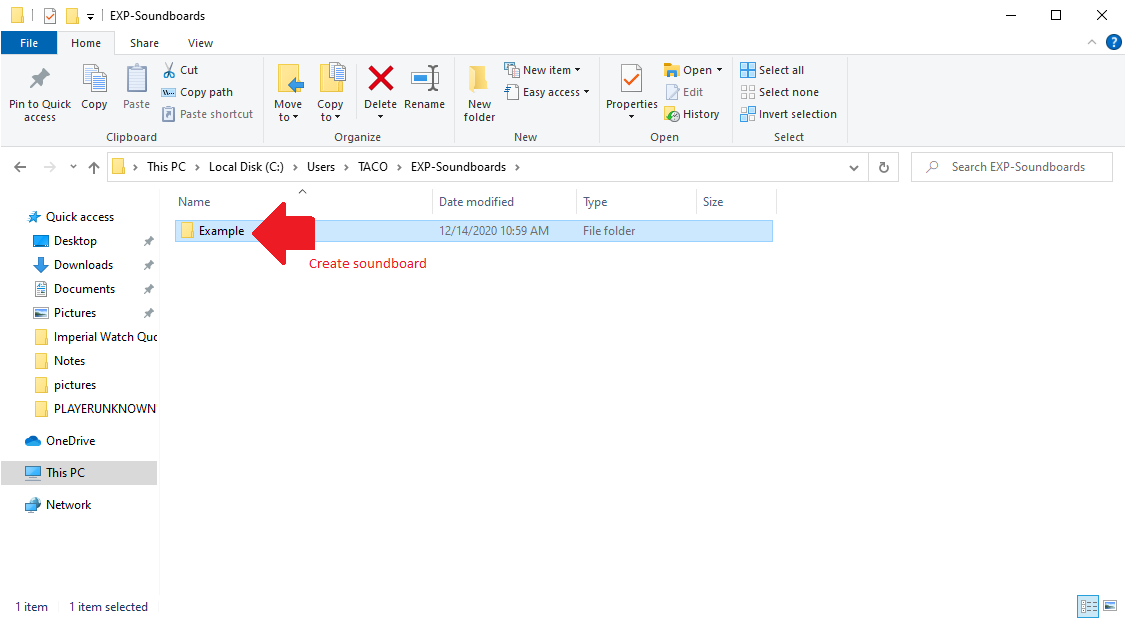 EXP-Soundboards
File Home Share View
Pin to Quick access
Copy
Paste
Cut
Copy path
Paste shortcut
Clipboard
Move to
Copy to
Delete
Rename
Organize
New folder
New item
Easy access
New
Properties
Open
Edit
History
Open
Select all
Select none
Invert selection
Select
This PC > Local Disk (C:) > Users > TACO > EXP-Soundboards >
Search EXP-Soundboards
Name Date modified Type Size
Example 12/14/2020 10:59 AM File folder
Create soundboard
Quick access
Desktop
Downloads
Documents
Pictures
Imperial Watch Quo
Notes
pictures
PLAYERUNKNOWN
OneDrive
This PC
Network
1 item 1 item selected